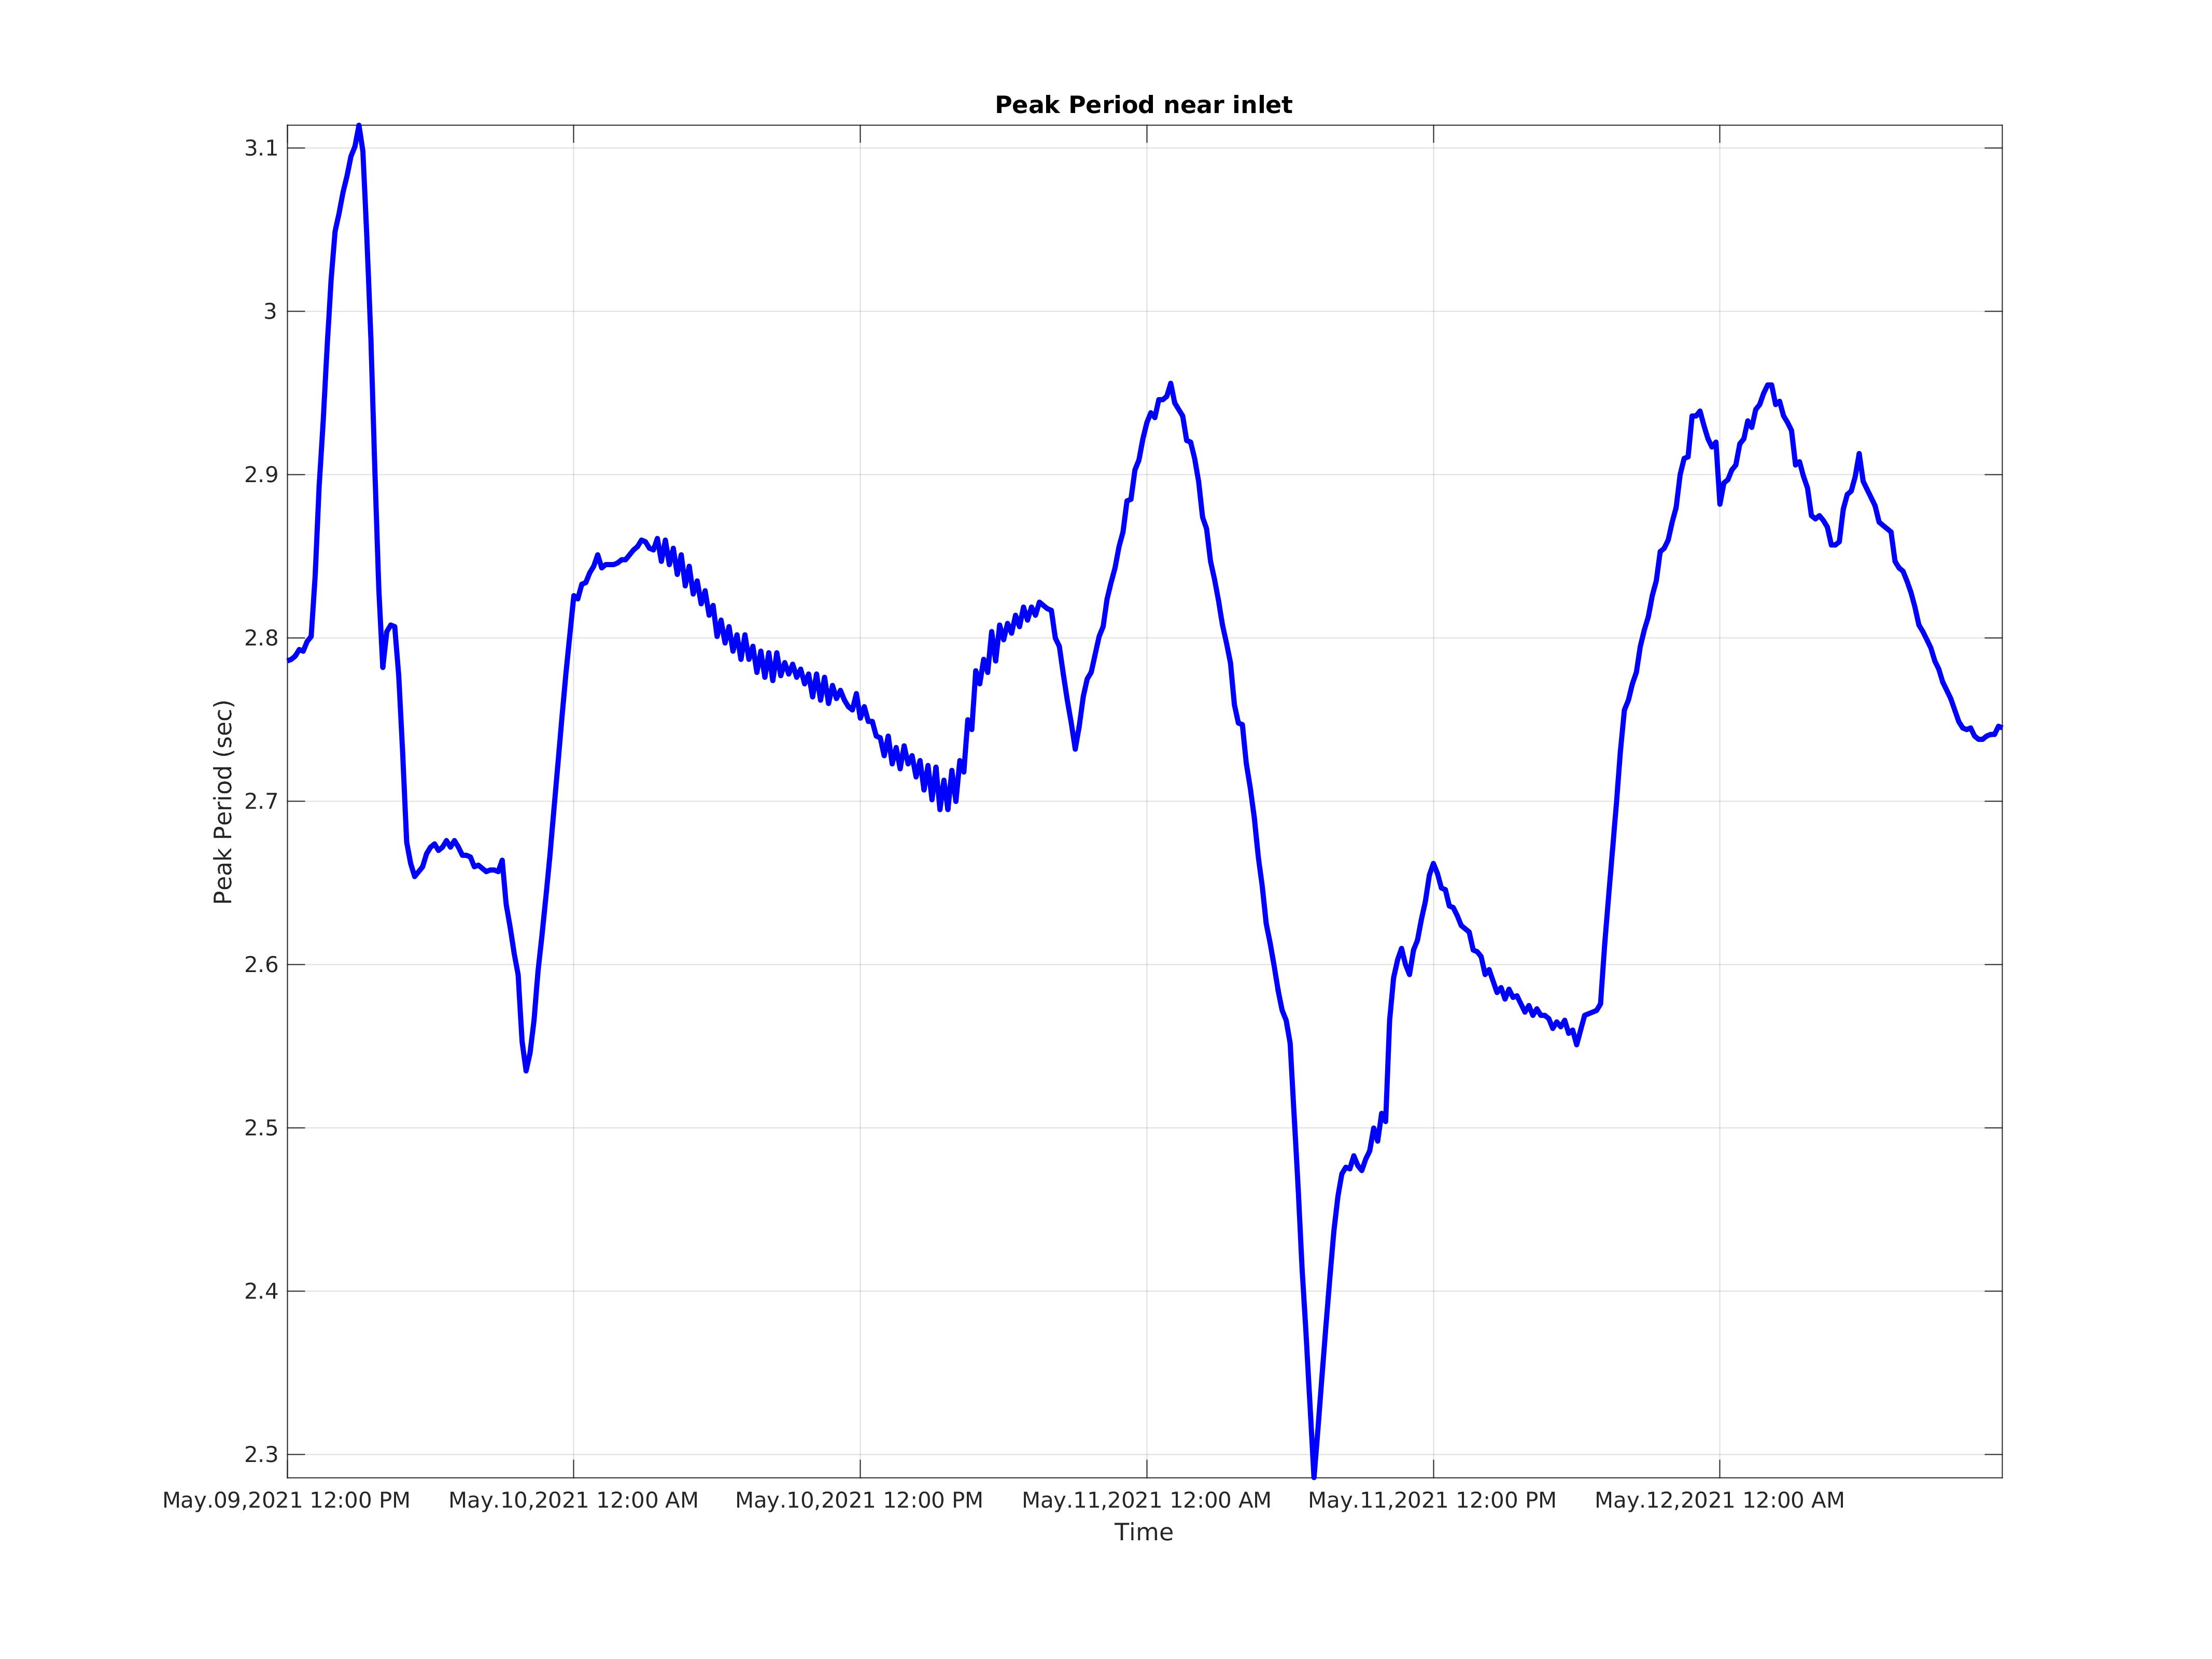 Peak Period near inlet
3.1
3
2.9
2.8
2.7
2.6
2.5
2.4
2.3
Peak Period (sec)
May.09,2021 12:00 PM May.10,2021 12:00 AM May.10,2021 12:00 PM May.11,2021 12:00 AM May.11,2021 12:00 PM May.12,2021 12:00 AM
Time